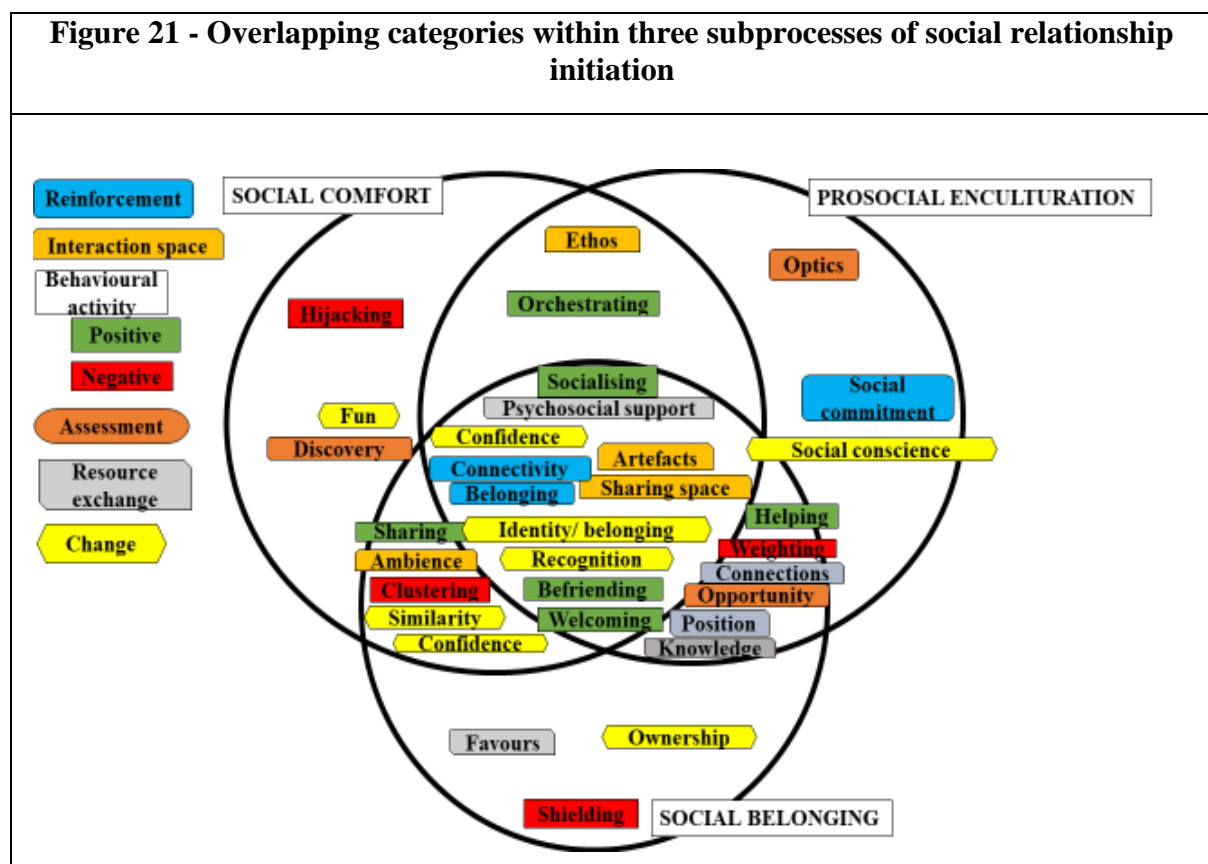 Figure 21 - Overlapping categories within three subprocesses of social relationship
initiation
Reinforcement
Interaction space
Behavioural
activity
Positive
Negative
Assessment
Resource
exchange
Change
SOCIAL COMFORT
PROSOCIAL ENCULTURATION
Ethos
Optics
Hijacking
Orchestrating
Socialising
Psychosocial support
Social
commitment
Fun
Confidence
Discovery
Social conscience
Artefacts
Connectivity
Sharing space
Belonging
Helping
Sharing
Identity/ belonging
Weighting
Ambience
Recognition
Connections
Clustering
Befriending
Opportunity
Similarity
Welcoming
Position
Confidence
Knowledge
Favours
Ownership
Shielding
SOCIAL BELONGING